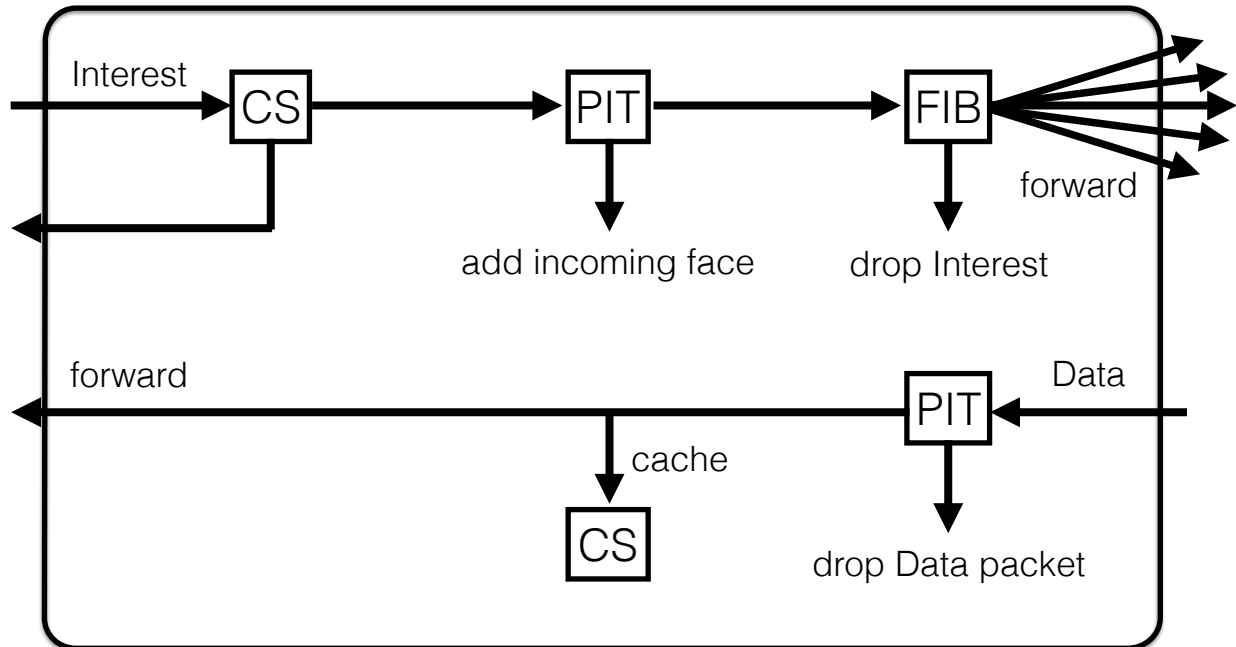 Interest
CS
PIT
FIB
forward
add incoming face
drop Interest
forward
Data
PIT
cache
CS
drop Data packet